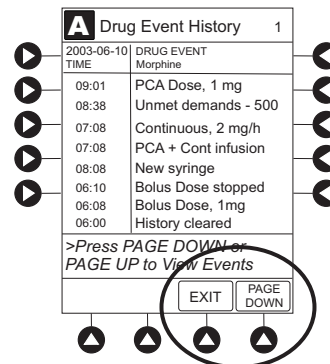 A Drug Event History 1
2003-06-10 DRUG EVENT
TIME Morphine
09:01 PCA Dose, 1 mg
08:38 Unmet demands - 500
07:08 Continuous, 2 mg/h
07:08 PCA + Cont infusion
08:08 New syringe
06:10 Bolus Dose stopped
06:08 Bolus Dose, 1mg
06:00 History cleared
>Press PAGE DOWN or
PAGE UP to View Events
EXIT PAGE
DOWN